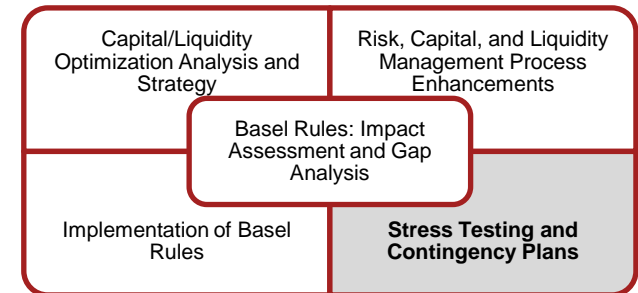 Capital/Liquidity
Optimization Analysis and
Strategy
Risk, Capital, and Liquidity
Management Process
Enhancements
Basel Rules: Impact
Assessment and Gap
Analysis
Implementation of Basel
Rules
Stress Testing and
Contingency Plans